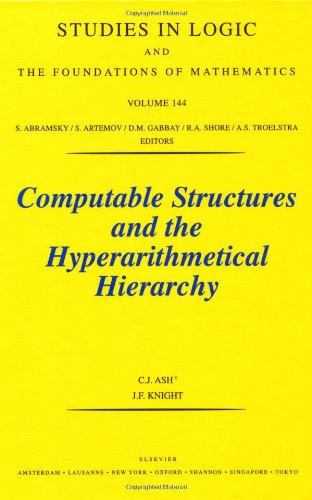 STUDIES IN LOGIC
AND
THE FOUNDATIONS OF MATHEMATICS
VOLUME 144
S. ABRAMSKY / S. ARTEMOV / D.M. GABBAY / R.A. SHORE / A.S. TROELSTRA
EDITORS
Computable Structures
and the
Hyperarithmetical
Hierarchy
C.J. ASH†
J.F. KNIGHT
ELSEVIER
AMSTERDAM • LAUSANNE • NEW YORK • OXFORD • SHANNON • SINGAPORE • TOKYO